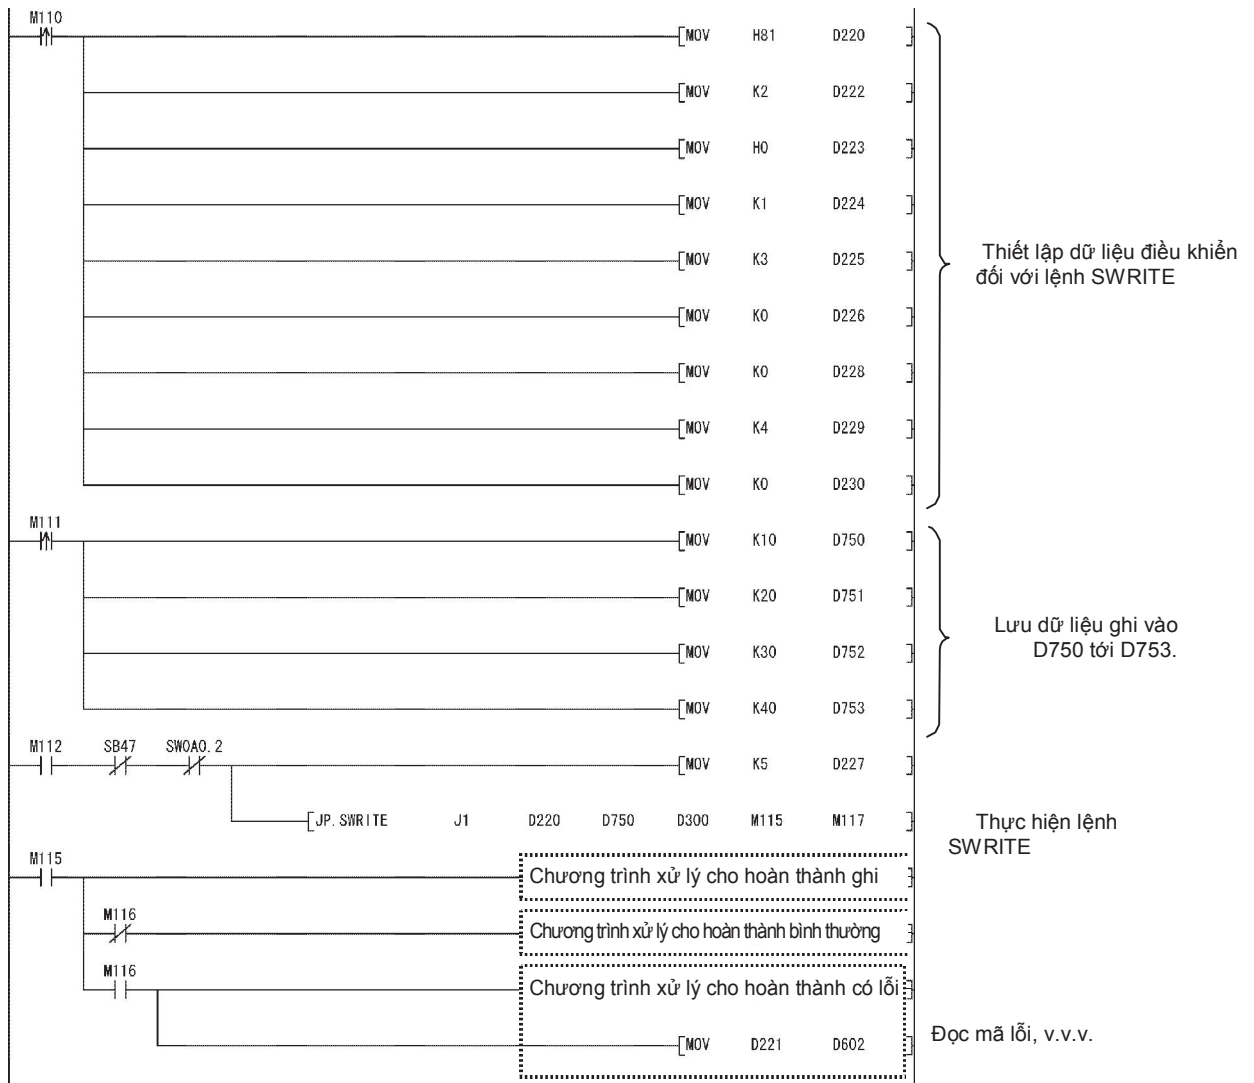 M110
[MOV H81 D220 ]
[MOV K2 D222 ]
[MOV H0 D223 ]
[MOV K1 D224 ]
[MOV K3 D225 ]
[MOV K0 D226 ]
[MOV K0 D228 ]
[MOV K4 D229 ]
[MOV K0 D230 ]
Thiết lập dữ liệu điều khiển
đối với lệnh SWRITE
M111
[MOV K10 D750 ]
[MOV K20 D751 ]
[MOV K30 D752 ]
[MOV K40 D753 ]
Lưu dữ liệu ghi vào
D750 tới D753.
M112 SB47 SW0A0.2
[MOV K5 D227 ]
[JP.SWRITE J1 D220 D750 D300 M115 M117 ]
Thực hiện lệnh
SWRITE
M115
Chương trình xử lý cho hoàn thành ghi ]
M116
Chương trình xử lý cho hoàn thành bình thường ]
M116
Chương trình xử lý cho hoàn thành có lỗi ]
[MOV D221 D602 ]
Đọc mã lỗi, v.v.v.